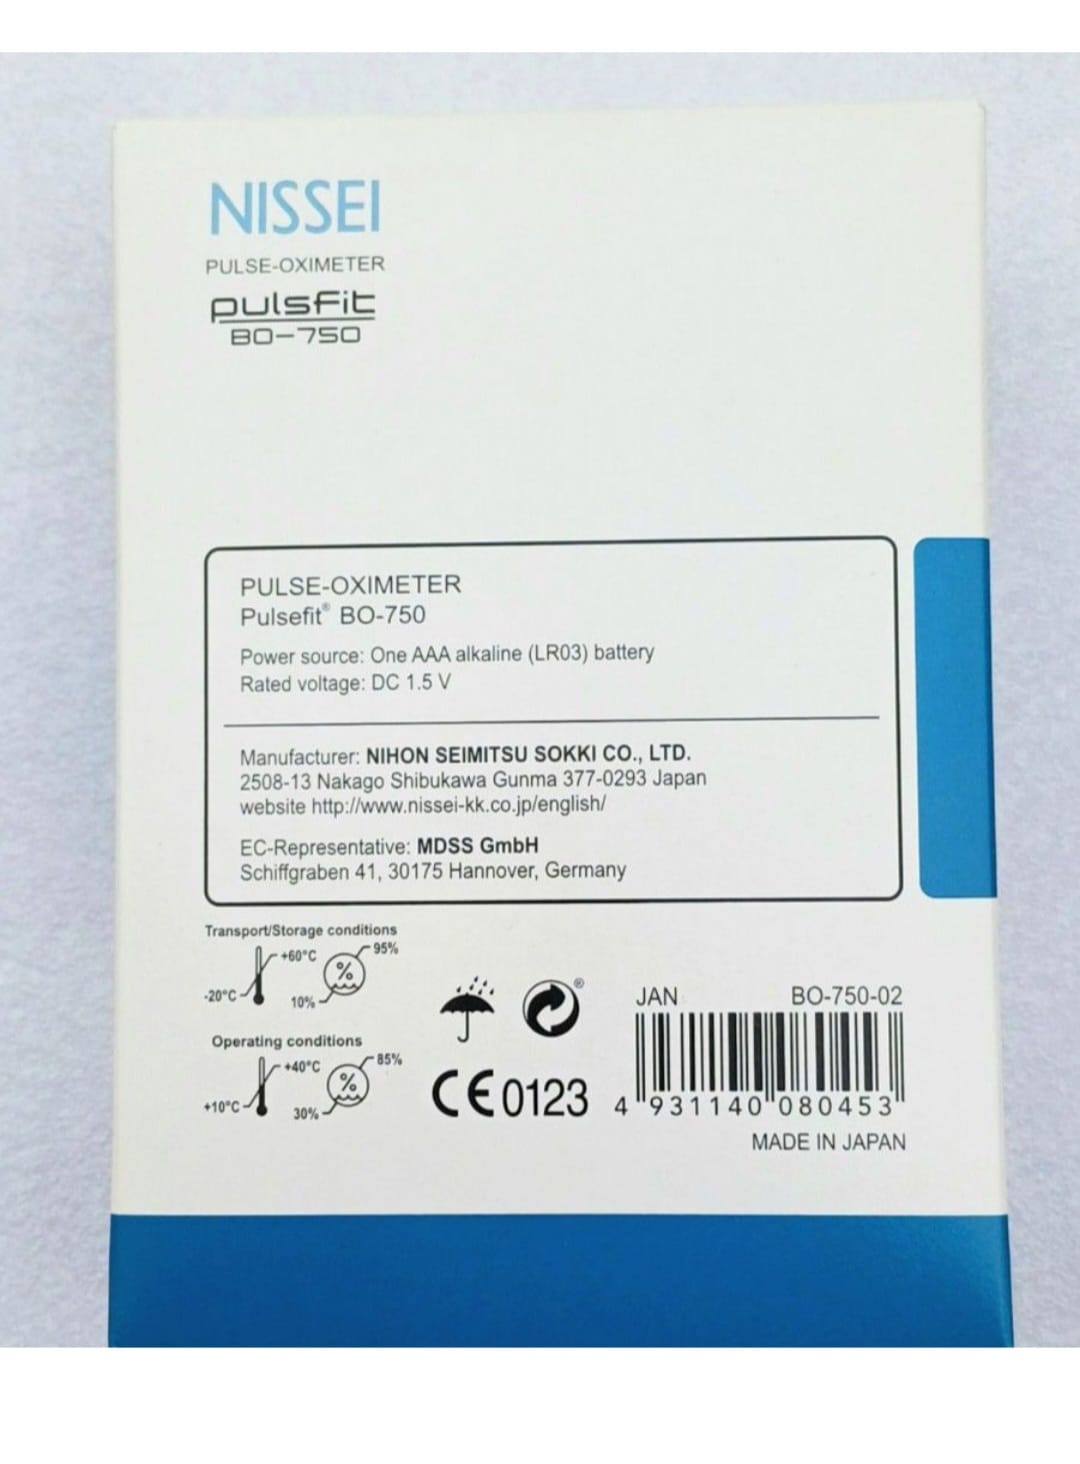 NISSEI
PULSE-OXIMETER
pulsfit
BO-750
PULSE-OXIMETER
Pulsefit® BO-750
Power source: One AAA alkaline (LR03) battery
Rated voltage: DC 1.5 V
Manufacturer: NIHON SEIMITSU SOKKI CO., LTD.
2508-13 Nakago Shibukawa Gunma 377-0293 Japan
website http://www.nissei-kk.co.jp/english/
EC-Representative: MDSS GmbH
Schiffgraben 41, 30175 Hannover, Germany
Transport/Storage conditions
+60°C 95%
% 
-20°C 10%
Operating conditions
+40°C 85%
%
+10°C 30%
®
CE0123
JAN BO-750-02
4 931140 080453
MADE IN JAPAN